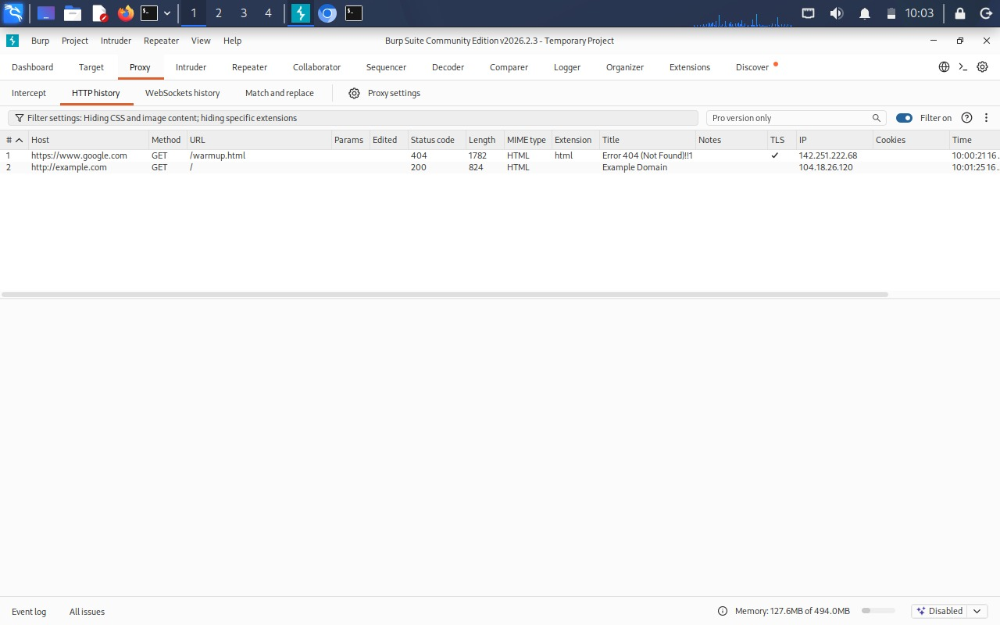 1 2 3 4 10:03
Burp Project Intruder Repeater View Help Burp Suite Community Edition v2026.2.3 - Temporary Project
Dashboard Target Proxy Intruder Repeater Collaborator Sequencer Decoder Comparer Logger Organizer Extensions Discover
Intercept HTTP history WebSockets history Match and replace Proxy settings
Filter settings: Hiding CSS and image content; hiding specific extensions Pro version only Filter on
# Host Method URL Params Edited Status code Length MIME type Extension Title Notes TLS IP Cookies Time
1 https://www.google.com GET /warmup.html 404 1782 HTML html Error 404 (Not Found)!!1 ✓ 142.251.222.68 10:00:21 16...
2 http://example.com GET / 200 824 HTML Example Domain 104.18.26.120 10:01:25 16...
Event log All issues Memory: 127.6MB of 494.0MB Disabled